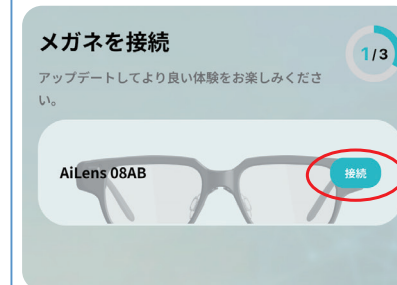 メガネを接続
1/3
アップデートしてより良い体験をお楽しみくださ
い。
AiLens 08AB
接続